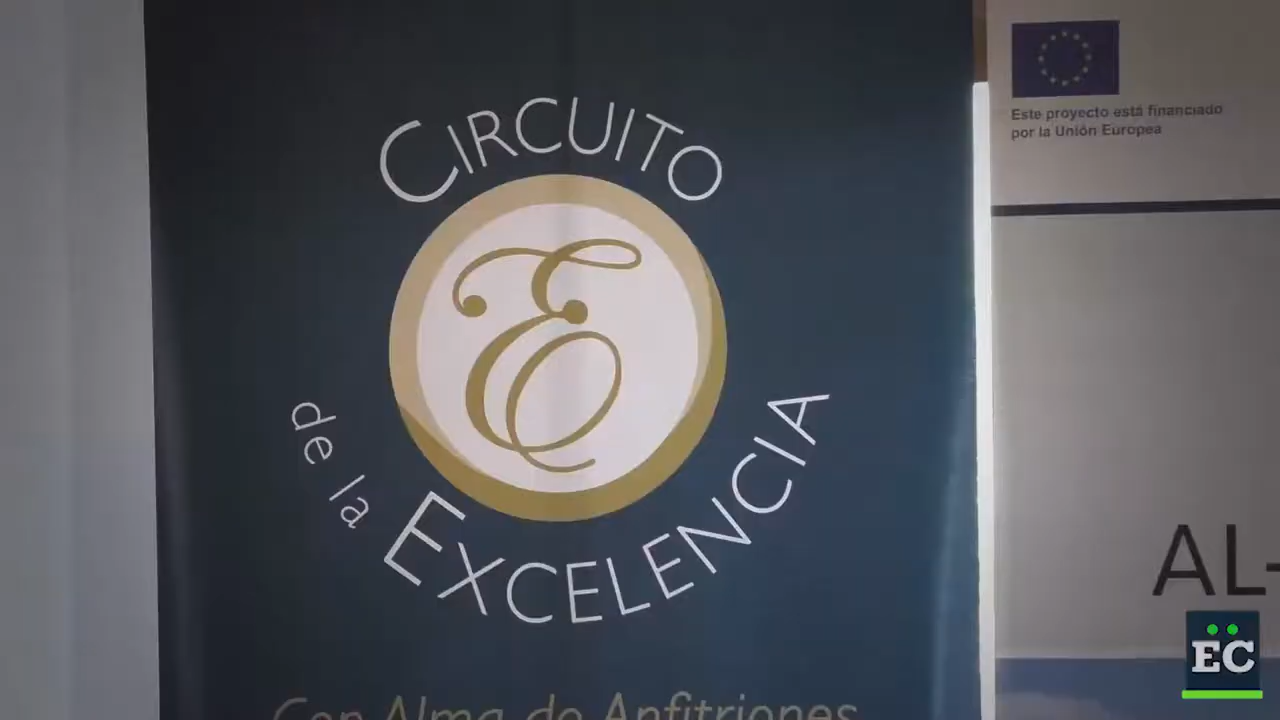 CIRCUITO
E
de la EXCELENCIA
Con Alma de Anfitriones
Este proyecto está financiado
por la Unión Europea
AL-
EC